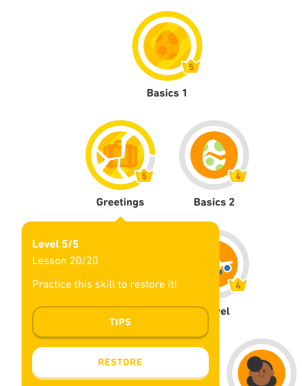 5
Basics 1
5
4
Greetings
Basics 2
Level 5/5
Lesson 20/20
Practice this skill to restore it!
4
vel
TIPS
RESTORE